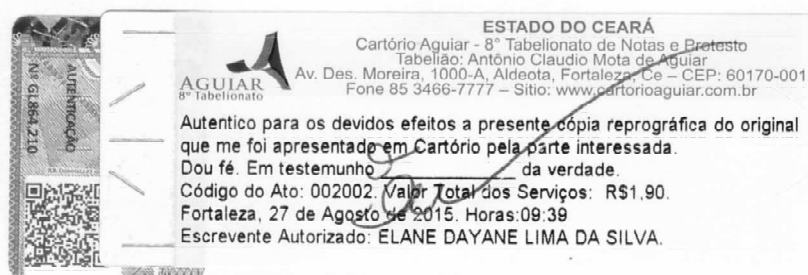 ESTADO DO CEARÁ
Cartório Aguiar - 8° Tabelionato de Notas e Protesto
Tabelião: Antônio Claudio Mota de Aguiar
Av. Des. Moreira, 1000-A, Aldeota, Fortaleza, Ce – CEP: 60170-001
Fone 85 3466-7777 – Sítio: www.cartorioaguiar.com.br
AGUIAR
8° Tabelionato
AUTENTICAÇÃO
Nº GL864.210
Autentico para os devidos efeitos a presente cópia reprográfica do original
que me foi apresentado em Cartório pela parte interessada.
Dou fé. Em testemunho ______________ da verdade.
Código do Ato: 002002. Valor Total dos Serviços: R$1,90.
Fortaleza, 27 de Agosto de 2015. Horas:09:39
Escrevente Autorizado: ELANE DAYANE LIMA DA SILVA.